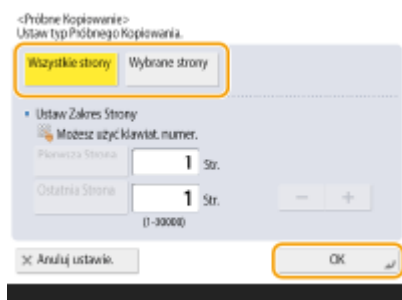 <Próbne Kopiowanie>
Ustaw typ Próbnego Kopiowania.
Wszystkie strony Wybrane strony
• Ustaw Zakres Strony
Możesz użyć klawiat. numer.
Pierwsza Strona 1 Str.
Ostatnia Strona 1 Str. − +
(1-30000)
× Anuluj ustawie. OK